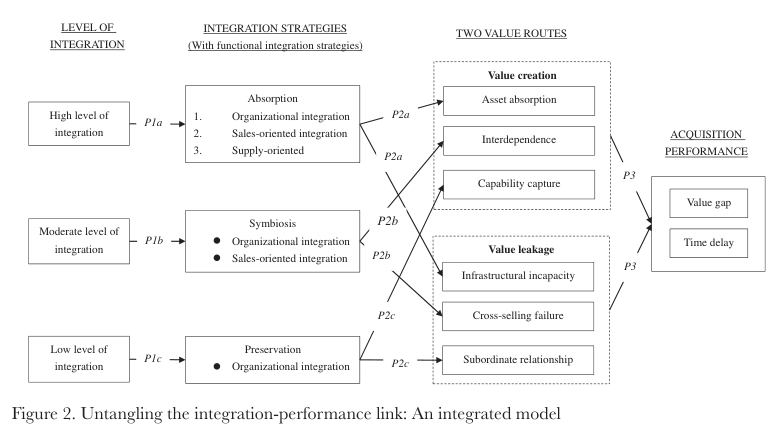 LEVEL OF
INTEGRATION
INTEGRATION STRATEGIES
(With functional integration strategies)
TWO VALUE ROUTES
High level of
integration
P1a
Absorption
1. Organizational integration
2. Sales-oriented integration
3. Supply-oriented
P2a
P2a
Value creation
Asset absorption
Interdependence
Capability capture
ACQUISITION
PERFORMANCE
P3
Value gap
Time delay
P3
Moderate level of
integration
P1b
Symbiosis
● Organizational integration
● Sales-oriented integration
P2b
P2b
Value leakage
Infrastructural incapacity
Cross-selling failure
Subordinate relationship
Low level of
integration
P1c
Preservation
● Organizational integration
P2c
P2c
Figure 2. Untangling the integration-performance link: An integrated model